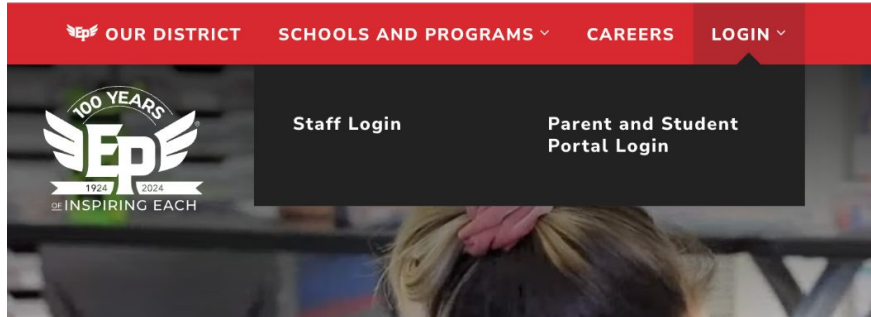 EP OUR DISTRICT
SCHOOLS AND PROGRAMS
CAREERS
LOGIN
Staff Login
Parent and Student
Portal Login
100 YEARS
EP
1924 2024
OF INSPIRING EACH